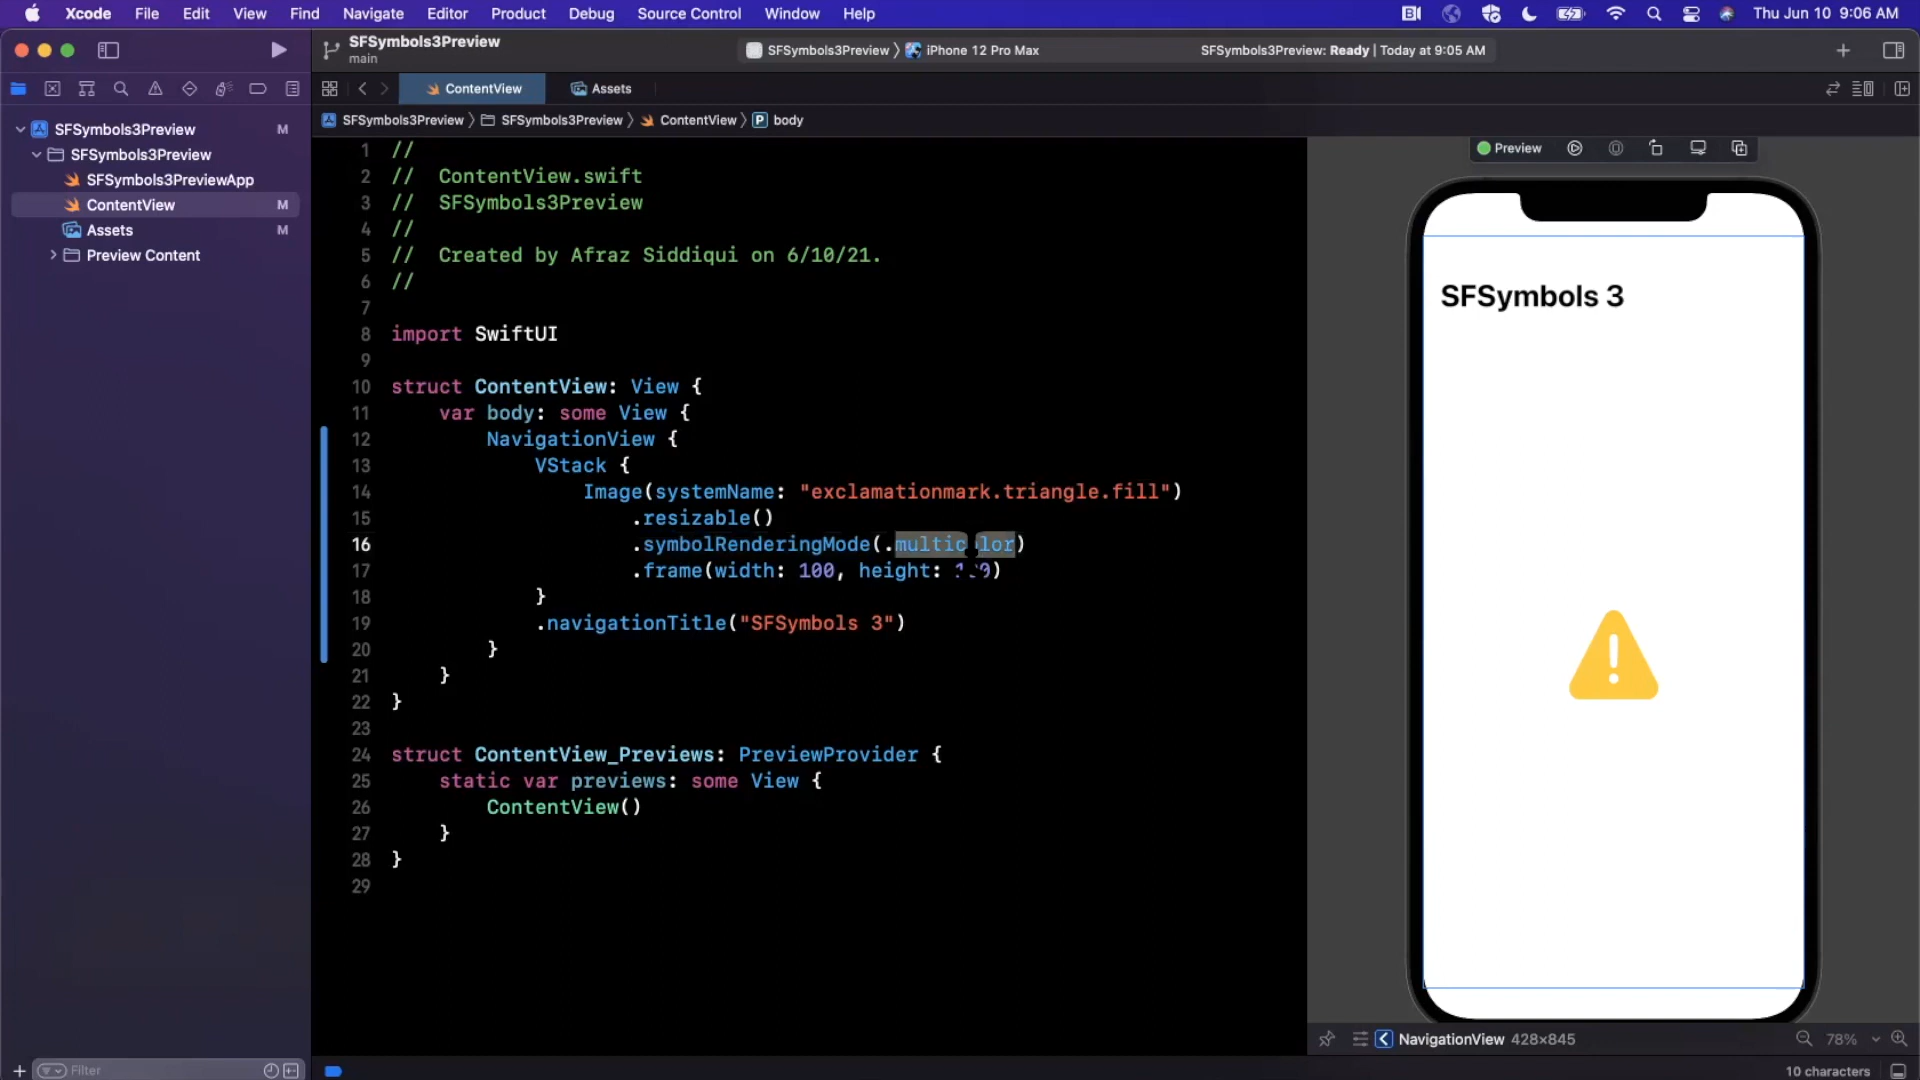 Xcode File Edit View Find Navigate Editor Product Debug Source Control Window Help Thu Jun 10 9:06 AM
SFSymbols3Preview
main
SFSymbols3Preview iPhone 12 Pro Max
SFSymbols3Preview: Ready | Today at 9:05 AM
ContentView Assets
SFSymbols3Preview SFSymbols3Preview ContentView P body
SFSymbols3Preview M
SFSymbols3Preview
SFSymbols3PreviewApp
ContentView M
Assets M
Preview Content
1 //
2 // ContentView.swift
3 // SFSymbols3Preview
4 //
5 // Created by Afraz Siddiqui on 6/10/21.
6 //
7
8 import SwiftUI
9
10 struct ContentView: View {
11 var body: some View {
12 NavigationView {
13 VStack {
14 Image(systemName: "exclamationmark.triangle.fill")
15 .resizable()
16 .symbolRenderingMode(.multicolor)
17 .frame(width: 100, height: 100)
18 }
19 .navigationTitle("SFSymbols 3")
20 }
21 }
22 }
23
24 struct ContentView_Previews: PreviewProvider {
25 static var previews: some View {
26 ContentView()
27 }
28 }
29
Preview
SFSymbols 3
NavigationView 428×845
78%
Filter
10 characters